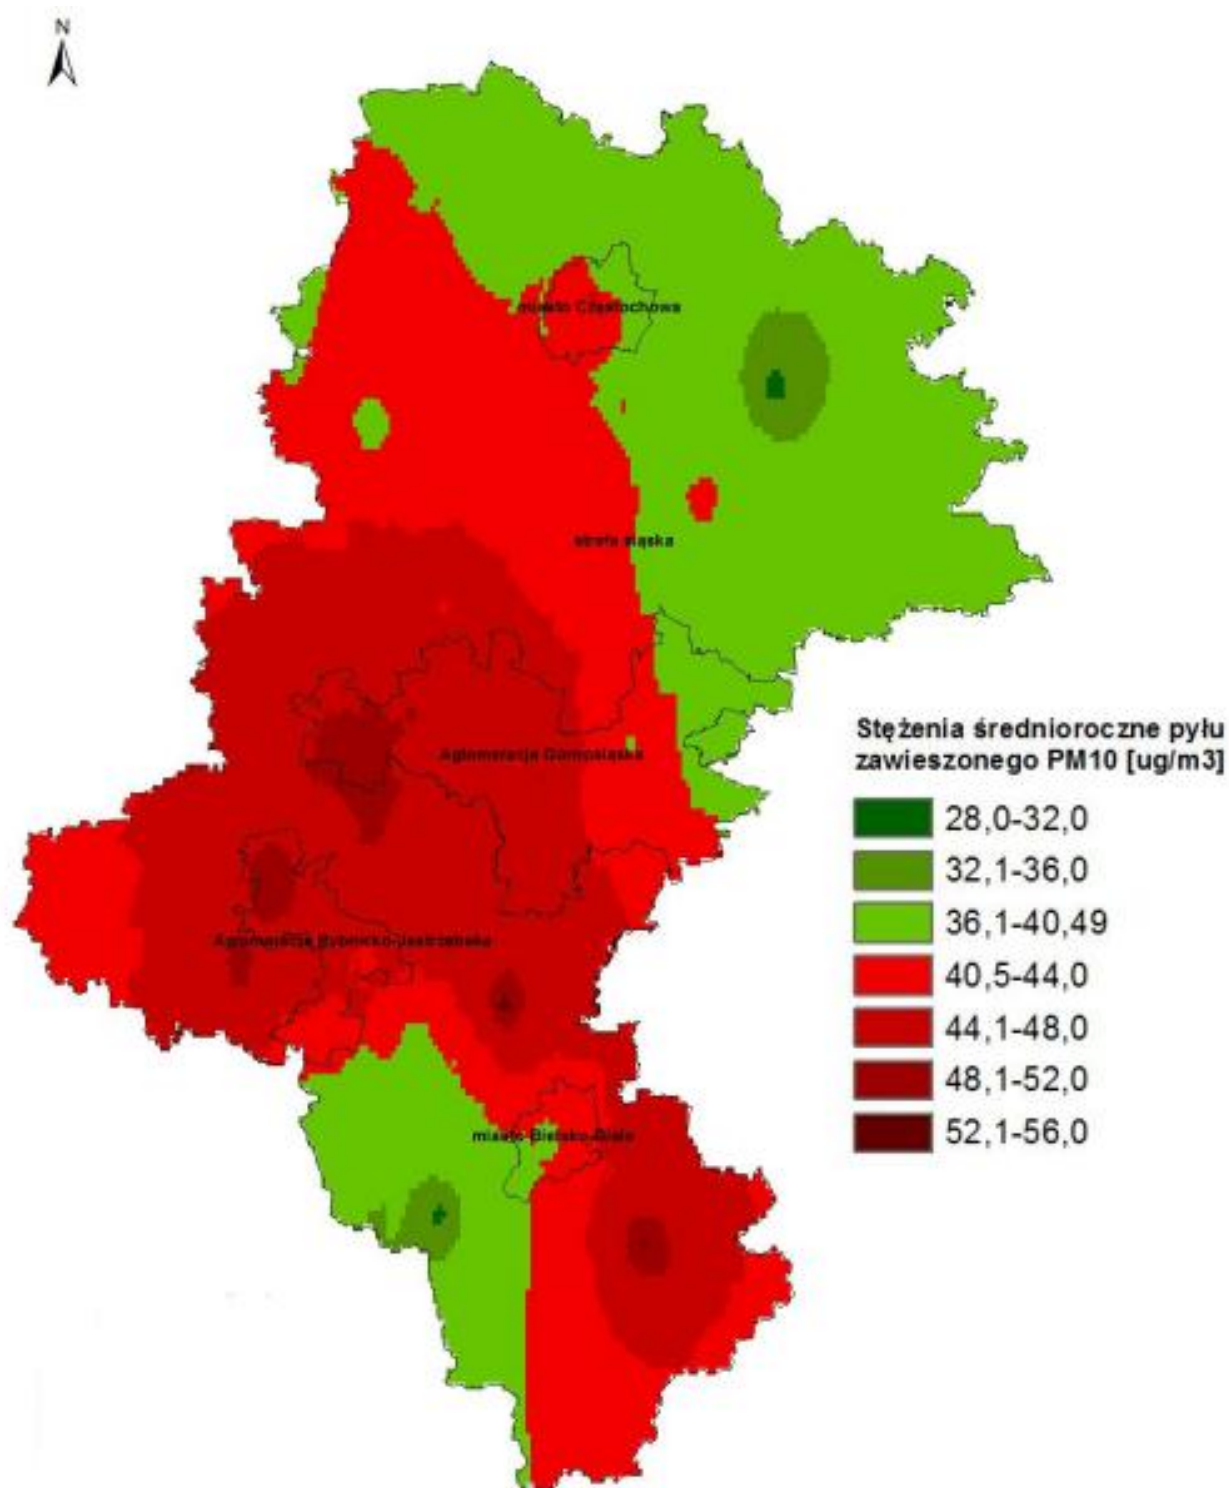 N
miasto Częstochowa
strefa śląska
Aglomeracja Górnośląska
Aglomeracja Rybnicko-Jastrzębska
miasto Bielsko-Biała
Stężenia średnioroczne pyłu
zawieszonego PM10 [ug/m3]
28,0-32,0
32,1-36,0
36,1-40,49
40,5-44,0
44,1-48,0
48,1-52,0
52,1-56,0